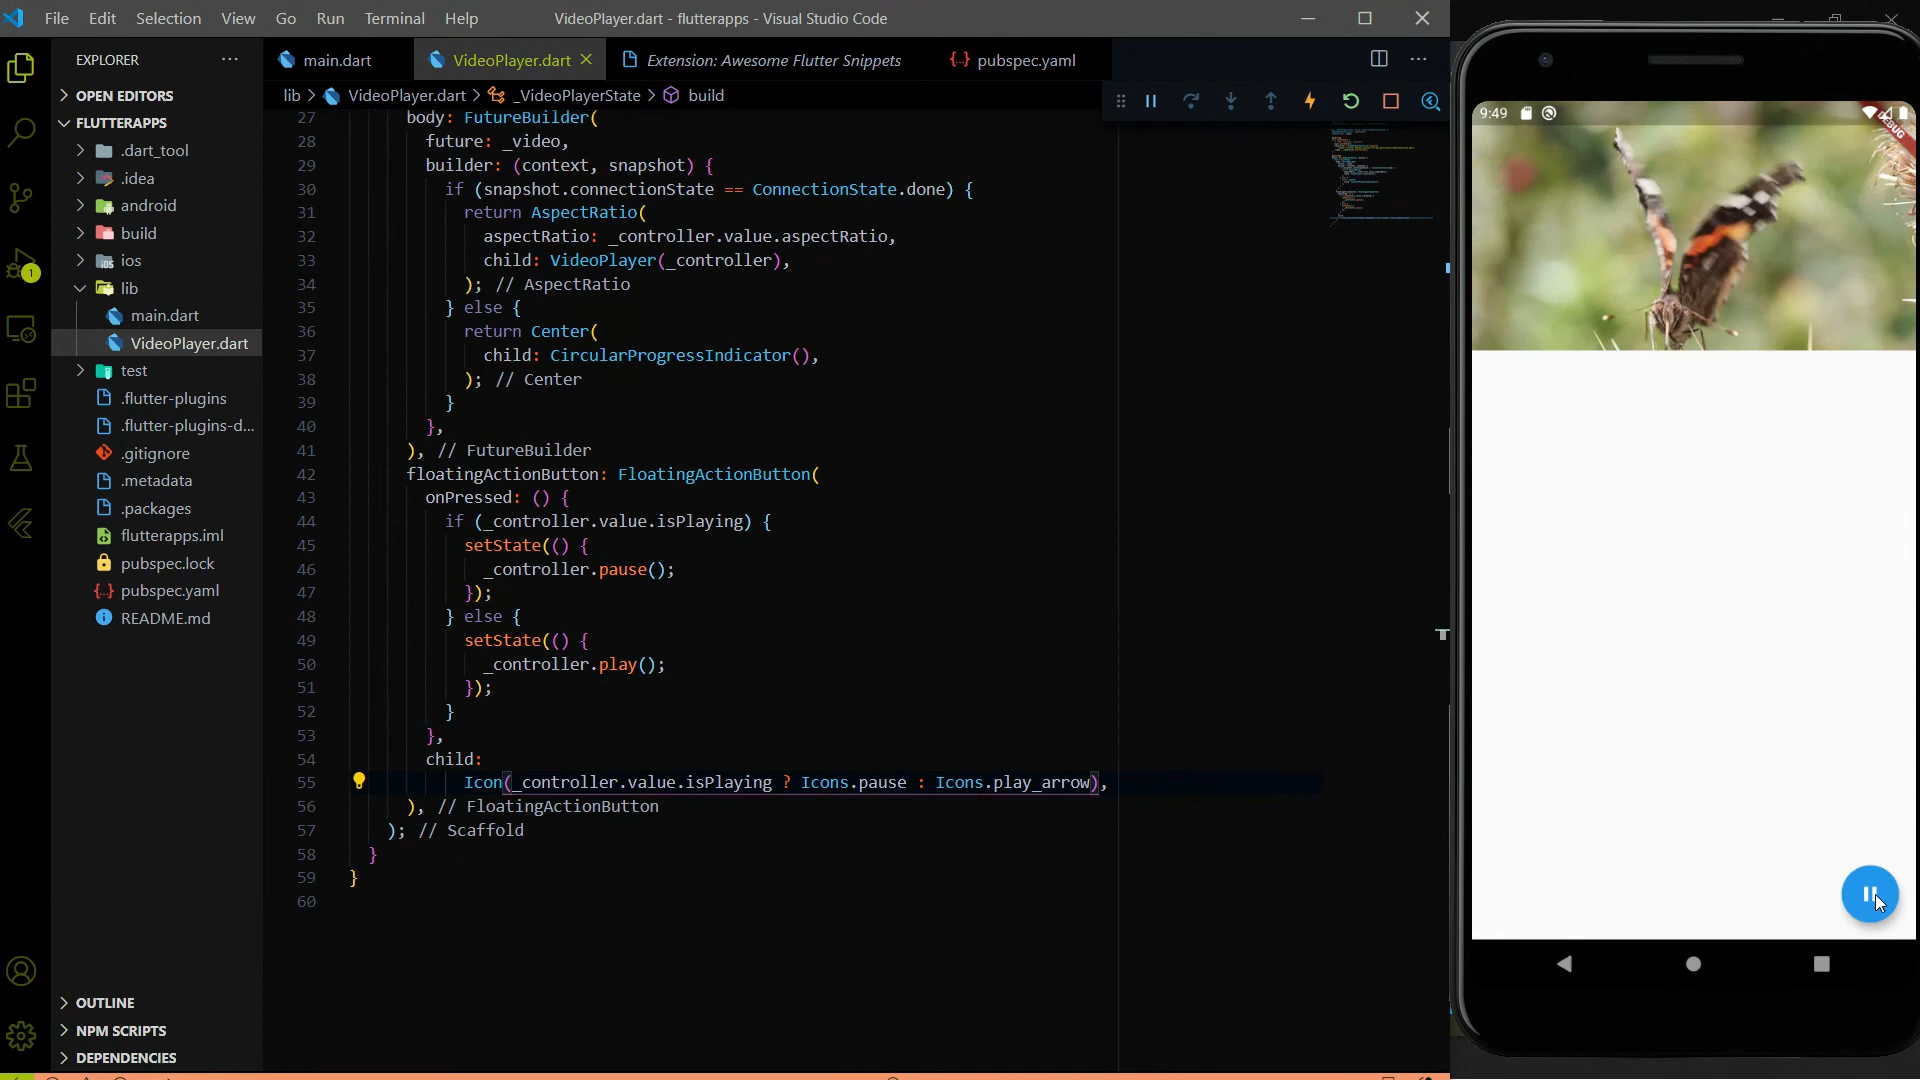 File Edit Selection View Go Run Terminal Help
VideoPlayer.dart - flutterapps - Visual Studio Code
EXPLORER
OPEN EDITORS
FLUTTERAPPS
.dart_tool
.idea
android
build
ios
lib
main.dart
VideoPlayer.dart
test
.flutter-plugins
.flutter-plugins-d...
.gitignore
.metadata
.packages
flutterapps.iml
pubspec.lock
pubspec.yaml
README.md
OUTLINE
NPM SCRIPTS
DEPENDENCIES
1
main.dart VideoPlayer.dart Extension: Awesome Flutter Snippets pubspec.yaml
lib > VideoPlayer.dart > _VideoPlayerState > build
27 body: FutureBuilder(
28 future: _video,
29 builder: (context, snapshot) {
30 if (snapshot.connectionState == ConnectionState.done) {
31 return AspectRatio(
32 aspectRatio: _controller.value.aspectRatio,
33 child: VideoPlayer(_controller),
34 ); // AspectRatio
35 } else {
36 return Center(
37 child: CircularProgressIndicator(),
38 ); // Center
39 }
40 },
41 ), // FutureBuilder
42 floatingActionButton: FloatingActionButton(
43 onPressed: () {
44 if (_controller.value.isPlaying) {
45 setState(() {
46 _controller.pause();
47 });
48 } else {
49 setState(() {
50 _controller.play();
51 });
52 }
53 },
54 child:
55 Icon(_controller.value.isPlaying ? Icons.pause : Icons.play_arrow),
56 ), // FloatingActionButton
57 ); // Scaffold
58 }
59 }
60
9:49
DEBUG